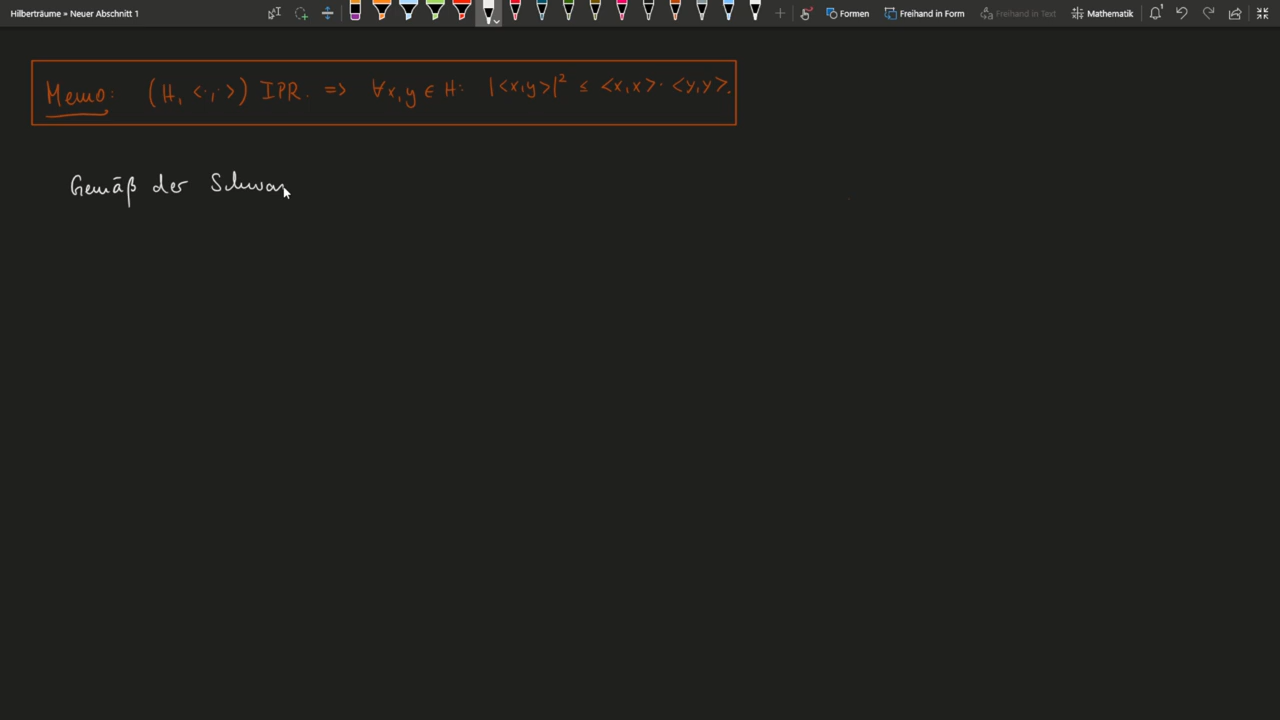 Hilberträume » Neuer Abschnitt 1
Formen
Freihand in Form
Freihand in Text
Mathematik
Memo: (H, <·,·>) IPR. => ∀x,y ∈ H: |<x,y>|² ≤ <x,x>·<y,y>.
Gemäß der Schwar